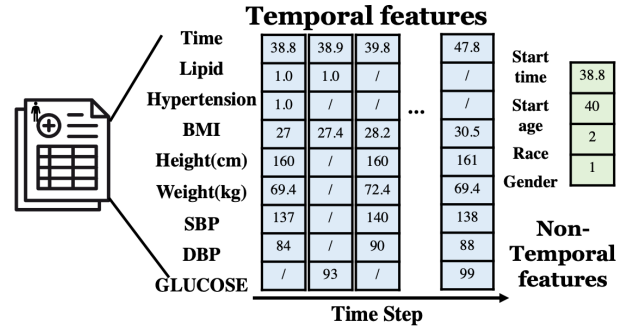 Temporal features
Time 38.8 38.9 39.8 47.8
Lipid 1.0 1.0 / /
Hypertension 1.0 / / /
BMI 27 27.4 28.2 30.5
Height(cm) 160 / 160 161
Weight(kg) 69.4 / 72.4 69.4
SBP 137 / 140 138
DBP 84 / 90 88
GLUCOSE / 93 / 99
...
Time Step
Start
time 38.8
Start
age 40
Race 2
Gender 1
Non-
Temporal
features